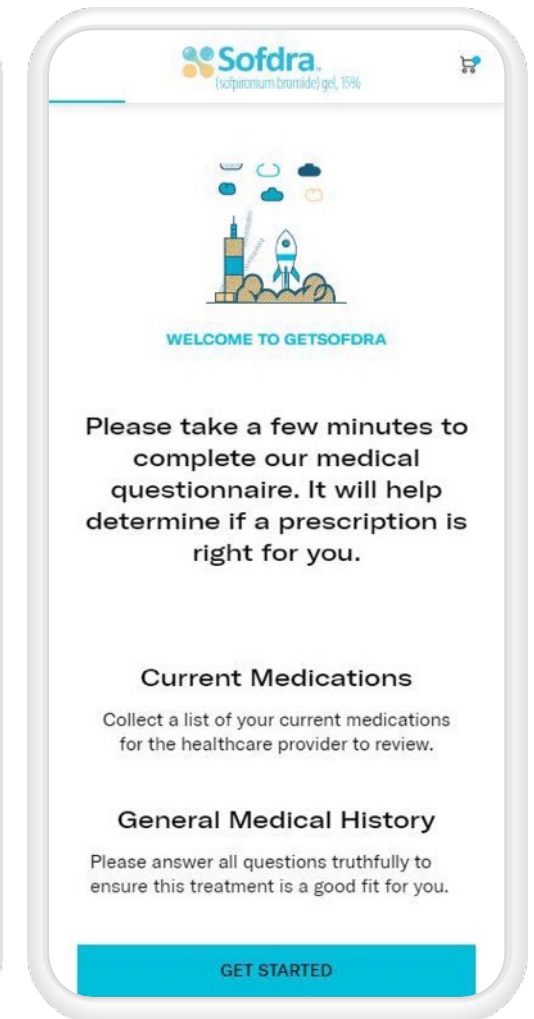 Sofdra
(sofpironium bromide) gel, 15%
WELCOME TO GETSOFDRA
Please take a few minutes to
complete our medical
questionnaire. It will help
determine if a prescription is
right for you.
Current Medications
Collect a list of your current medications
for the healthcare provider to review.
General Medical History
Please answer all questions truthfully to
ensure this treatment is a good fit for you.
GET STARTED